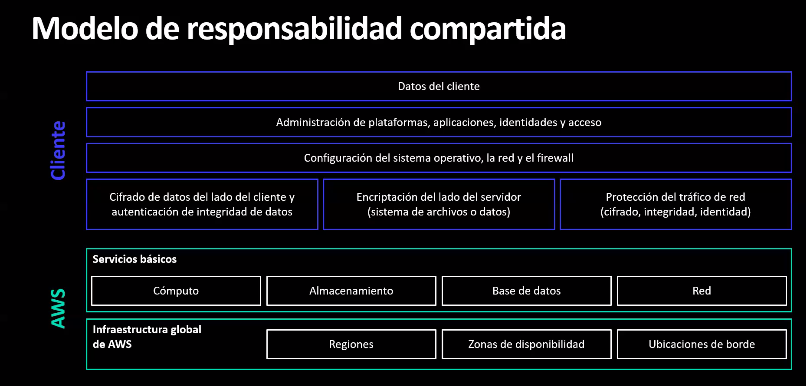 Modelo de responsabilidad compartida
Cliente
Datos del cliente
Administración de plataformas, aplicaciones, identidades y acceso
Configuración del sistema operativo, la red y el firewall
Cifrado de datos del lado del cliente y
autenticación de integridad de datos
Encriptación del lado del servidor
(sistema de archivos o datos)
Protección del tráfico de red
(cifrado, integridad, identidad)
AWS
Servicios básicos
Cómputo
Almacenamiento
Base de datos
Red
Infraestructura global
de AWS
Regiones
Zonas de disponibilidad
Ubicaciones de borde